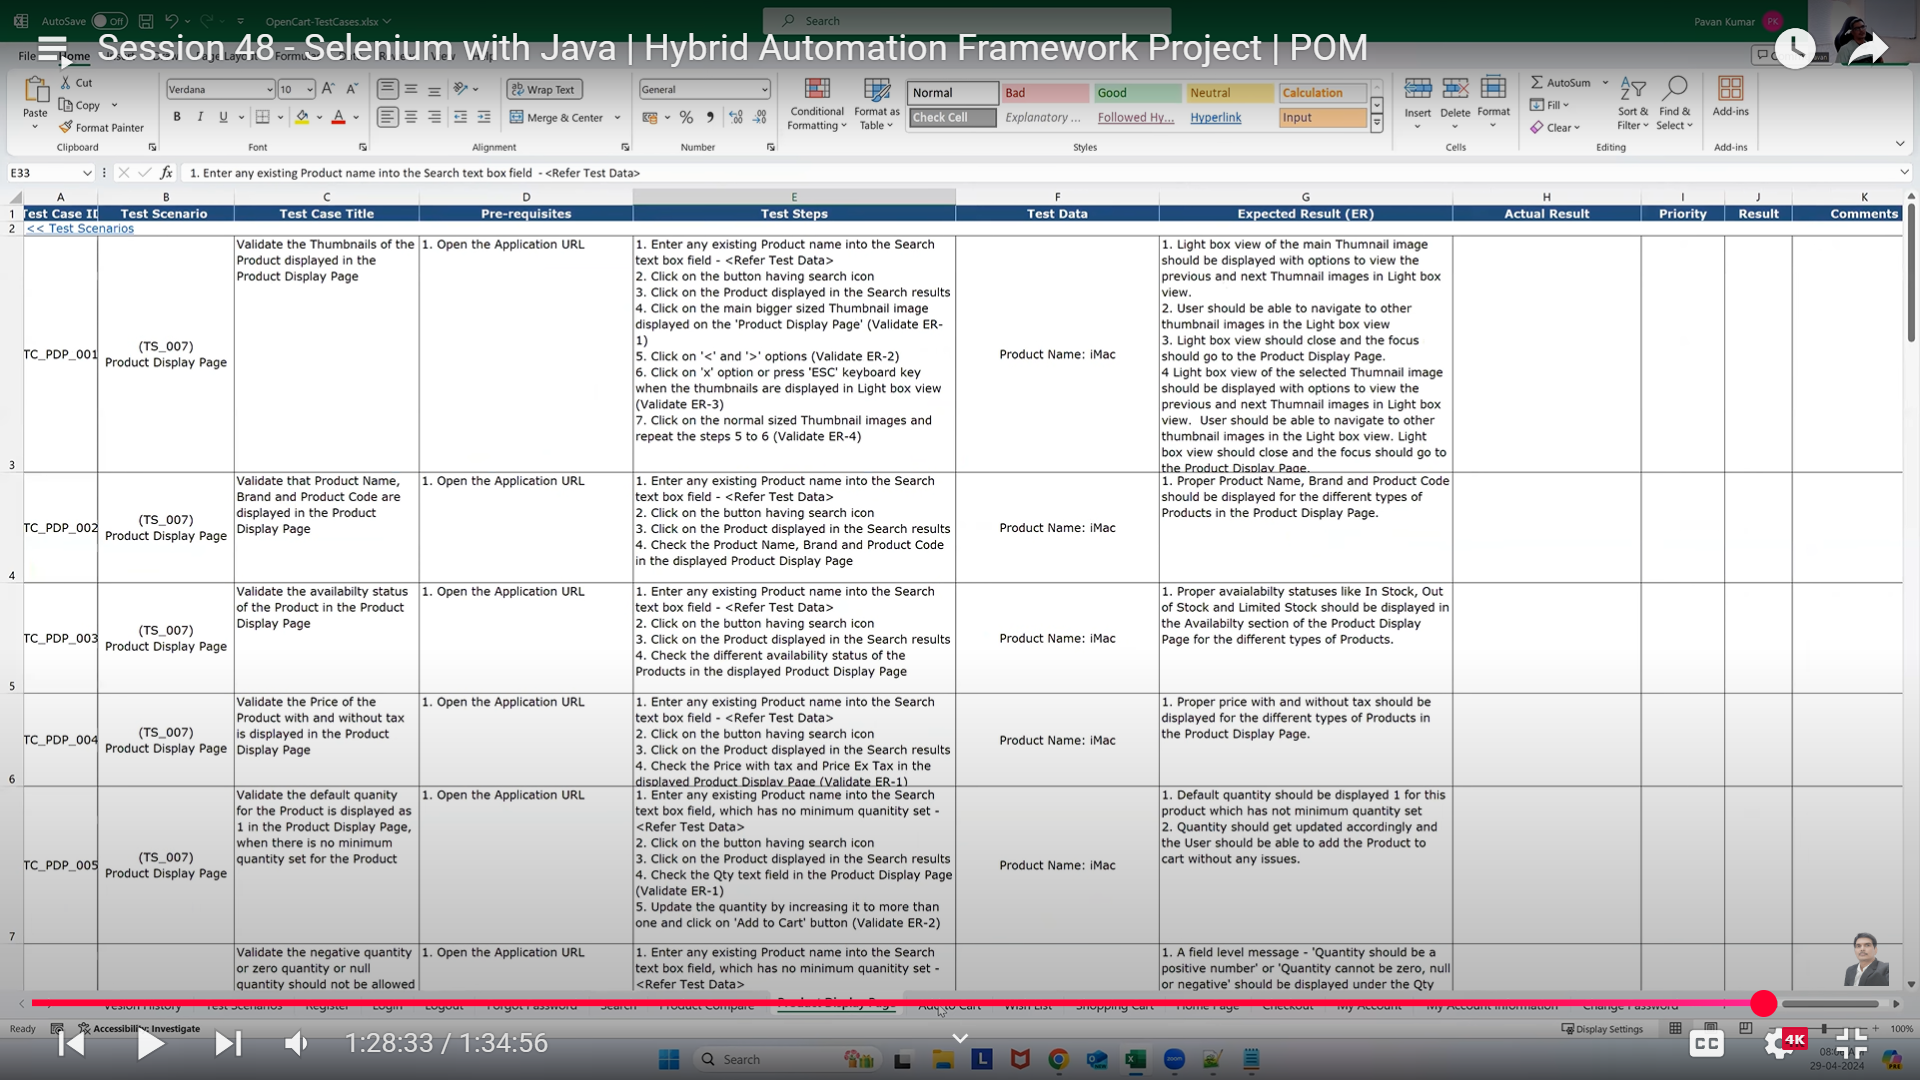 AutoSave Off OpenCart-TestCases.xlsx Search Pavan Kumar PK
Session 48 - Selenium with Java | Hybrid Automation Framework Project | POM
File Home
Paste Cut Copy Format Painter Clipboard
Verdana 10 B I U Font
Wrap Text Merge & Center Alignment
General % Number
Conditional Formatting Format as Table
Normal Bad Good Neutral Calculation
Check Cell Explanatory ... Followed Hy... Hyperlink Input
Styles
Insert Delete Format Cells
AutoSum Fill Clear Sort & Filter Find & Select Editing
Add-ins Add-ins
E33 fx 1. Enter any existing Product name into the Search text box field - <Refer Test Data>
A B C D E F G H I J K
1 Test Scenario Test Case Title Pre-requisites Test Steps Test Data Expected Result (ER) Actual Result Priority Result Comments
2 << Test Scenarios
3
TC_PDP_001
(TS_007)
Product Display Page
Validate the Thumbnails of the
Product displayed in the
Product Display Page
1. Open the Application URL
1. Enter any existing Product name into the Search
text box field - <Refer Test Data>
2. Click on the button having search icon
3. Click on the Product displayed in the Search results
4. Click on the main bigger sized Thumbnail image
displayed on the 'Product Display Page' (Validate ER-
1)
5. Click on '<' and '>' options (Validate ER-2)
6. Click on 'x' option or press 'ESC' keyboard key
when the thumbnails are displayed in Light box view
(Validate ER-3)
7. Click on the normal sized Thumbnail images and
repeat the steps 5 to 6 (Validate ER-4)
Product Name: iMac
1. Light box view of the main Thumnail image
should be displayed with options to view the
previous and next Thumnail images in Light box
view.
2. User should be able to navigate to other
thumbnail images in the Light box view
3. Light box view should close and the focus
should go to the Product Display Page.
4 Light box view of the selected Thumnail image
should be displayed with options to view the
previous and next Thumnail images in Light box
view.  User should be able to navigate to other
thumbnail images in the Light box view. Light
box view should close and the focus should go to
the Product Display Page.
4
TC_PDP_002
(TS_007)
Product Display Page
Validate that Product Name,
Brand and Product Code are
displayed in the Product
Display Page
1. Open the Application URL
1. Enter any existing Product name into the Search
text box field - <Refer Test Data>
2. Click on the button having search icon
3. Click on the Product displayed in the Search results
4. Check the Product Name, Brand and Product Code
in the displayed Product Display Page
Product Name: iMac
1. Proper Product Name, Brand and Product Code
should be displayed for the different types of
Products in the Product Display Page.
5
TC_PDP_003
(TS_007)
Product Display Page
Validate the availabilty status
of the Product in the Product
Display Page
1. Open the Application URL
1. Enter any existing Product name into the Search
text box field - <Refer Test Data>
2. Click on the button having search icon
3. Click on the Product displayed in the Search results
4. Check the different availability status of the
Products in the displayed Product Display Page
Product Name: iMac
1. Proper avaialabilty statuses like In Stock, Out
of Stock and Limited Stock should be displayed in
the Availabilty section of the Product Display
Page for the different types of Products.
6
TC_PDP_004
(TS_007)
Product Display Page
Validate the Price of the
Product with and without tax
is displayed in the Product
Display Page
1. Open the Application URL
1. Enter any existing Product name into the Search
text box field - <Refer Test Data>
2. Click on the button having search icon
3. Click on the Product displayed in the Search results
4. Check the Price with tax and Price Ex Tax in the
displayed Product Display Page (Validate ER-1)
Product Name: iMac
1. Proper price with and without tax should be
displayed for the different types of Products in
the Product Display Page.
7
TC_PDP_005
(TS_007)
Product Display Page
Validate the default quanity
for the Product is displayed as
1 in the Product Display Page,
when there is no minimum
quantity set for the Product
1. Open the Application URL
1. Enter any existing Product name into the Search
text box field, which has no minimum quanitity set -
<Refer Test Data>
2. Click on the button having search icon
3. Click on the Product displayed in the Search results
4. Check the Qty text field in the Product Display Page
(Validate ER-1)
5. Update the quantity by increasing it to more than
one and click on 'Add to Cart' button (Validate ER-2)
Product Name: iMac
1. Default quantity should be displayed 1 for this
product which has not minimum quantity set
2. Quantity should get updated accordingly and
the User should be able to add the Product to
cart without any issues.
Validate the negative quantity
or zero quantity or null
quantity should not be allowed
1. Open the Application URL
1. Enter any existing Product name into the Search
text box field, which has no minimum quanitity set -
<Refer Test Data>
1. A field level message - 'Quantity should be a
positive number' or 'Quantity cannot be zero, null
or negative' should be displayed under the Qty
Version History Test Scenarios Register Login Logout Forgot Password Search Product Compare Product Display Page Add to Cart Wish List Shopping Cart Home Page Checkout My Account My Account Information Change Password
Ready Accessibility: Investigate Display Settings 100%
1:28:33 / 1:34:56 CC 4K
Search
29-04-2024